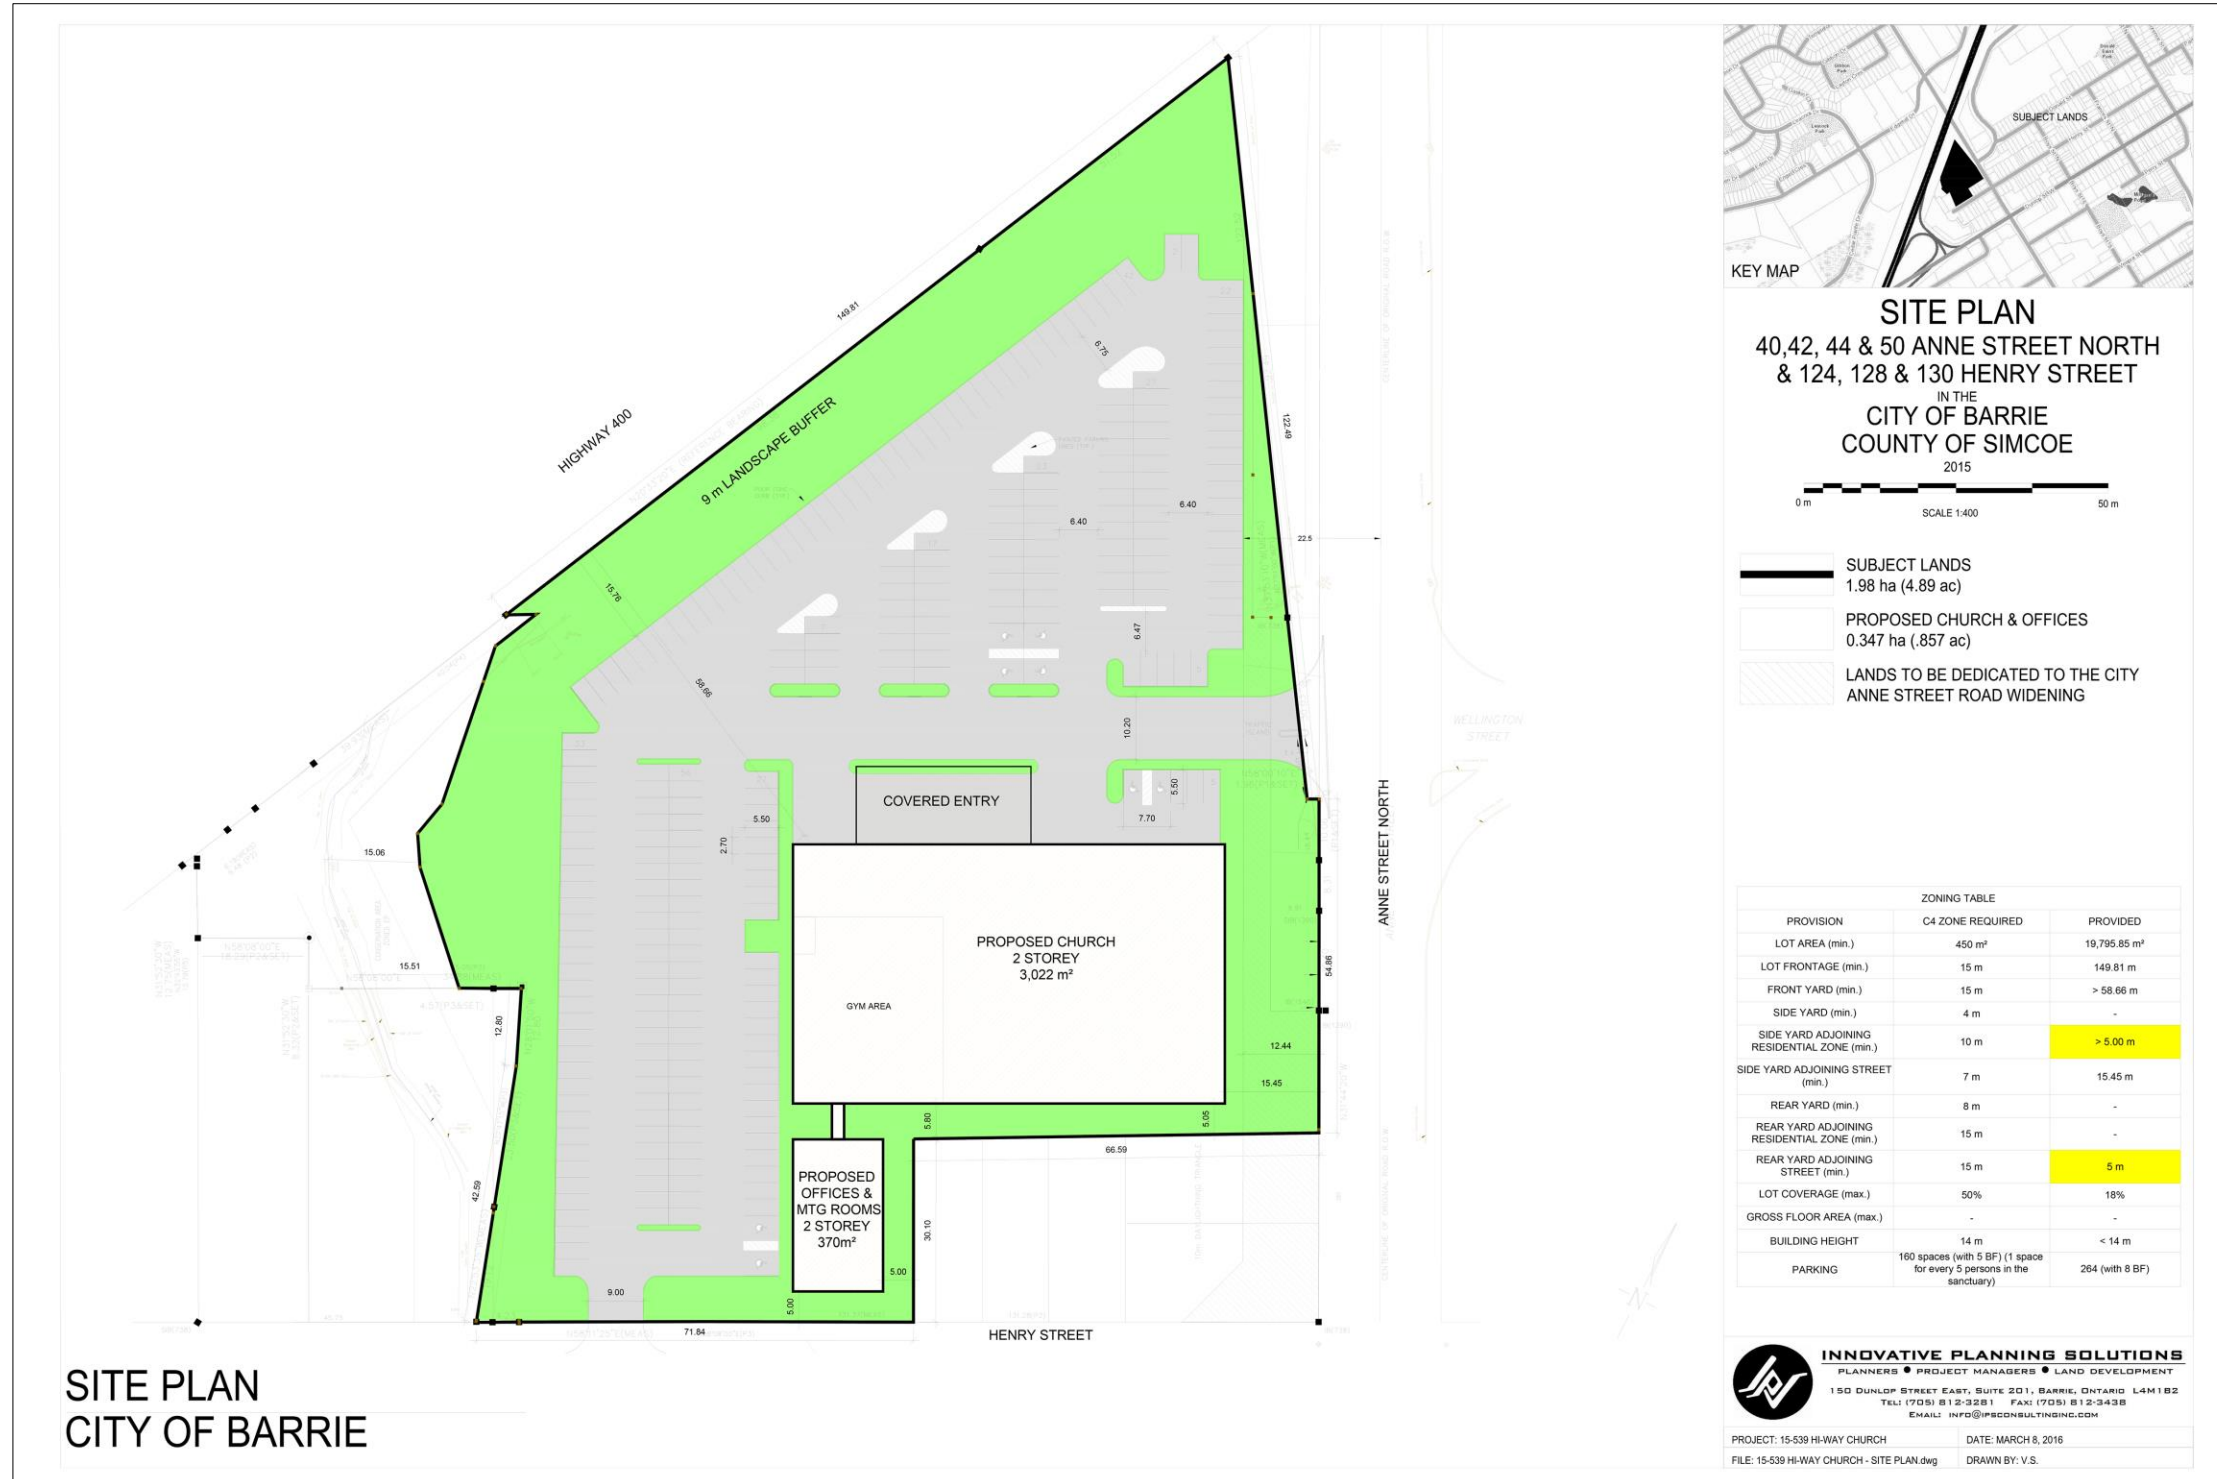 HIGHWAY 400
149.81
9 m LANDSCAPE BUFFER
6.75
122.49
6.40
6.40
22.5
15.76
6.47
58.66
10.20
BELLINGTON
STREET
COVERED ENTRY
5.50
2.70
5.50
7.70
ANNE STREET NORTH
15.06
15.51
12.80
PROPOSED CHURCH
2 STOREY
3,022 m²
GYM AREA
54.86
12.44
15.45
5.80
5.05
66.59
42.59
PROPOSED
OFFICES &
MTG ROOMS
2 STOREY
370m²
30.10
5.00
5.00
9.00
71.84
HENRY STREET
SITE PLAN
CITY OF BARRIE
SUBJECT LANDS
KEY MAP
SITE PLAN
40,42, 44 & 50 ANNE STREET NORTH
& 124, 128 & 130 HENRY STREET
IN THE
CITY OF BARRIE
COUNTY OF SIMCOE
2015
0 m 50 m
SCALE 1:400
SUBJECT LANDS
1.98 ha (4.89 ac)
PROPOSED CHURCH & OFFICES
0.347 ha (.857 ac)
LANDS TO BE DEDICATED TO THE CITY
ANNE STREET ROAD WIDENING
ZONING TABLE
PROVISION C4 ZONE REQUIRED PROVIDED
LOT AREA (min.) 450 m² 19,795.85 m²
LOT FRONTAGE (min.) 15 m 149.81 m
FRONT YARD (min.) 15 m > 58.66 m
SIDE YARD (min.) 4 m -
SIDE YARD ADJOINING
RESIDENTIAL ZONE (min.) 10 m > 5.00 m
SIDE YARD ADJOINING STREET
(min.) 7 m 15.45 m
REAR YARD (min.) 8 m -
REAR YARD ADJOINING
RESIDENTIAL ZONE (min.) 15 m -
REAR YARD ADJOINING
STREET (min.) 15 m 5 m
LOT COVERAGE (max.) 50% 18%
GROSS FLOOR AREA (max.) - -
BUILDING HEIGHT 14 m < 14 m
PARKING 160 spaces (with 5 BF) (1 space
for every 5 persons in the
sanctuary) 264 (with 8 BF)
INNOVATIVE PLANNING SOLUTIONS
PLANNERS • PROJECT MANAGERS • LAND DEVELOPMENT
150 DUNLOP STREET EAST, SUITE 201, BARRIE, ONTARIO L4M1B2
TEL: (705) 812-3281 FAX: (705) 812-3438
EMAIL: INFO@IPSCONSULTINGINC.COM
PROJECT: 15-539 HI-WAY CHURCH DATE: MARCH 8, 2016
FILE: 15-539 HI-WAY CHURCH - SITE PLAN.dwg DRAWN BY: V.S.